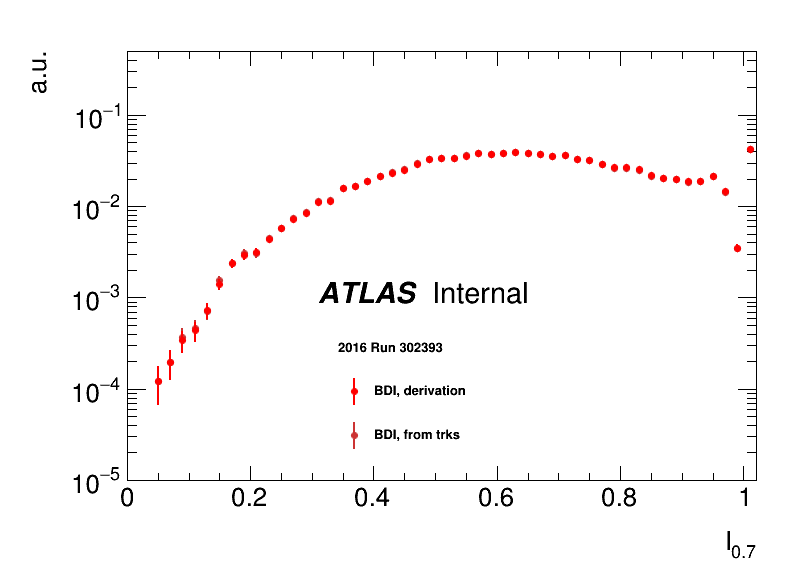 a.u.
10⁻¹
10⁻²
10⁻³
10⁻⁴
10⁻⁵
ATLAS Internal
2016 Run 302393
BDI, derivation
BDI, from trks
0 0.2 0.4 0.6 0.8 1
I₀.₇